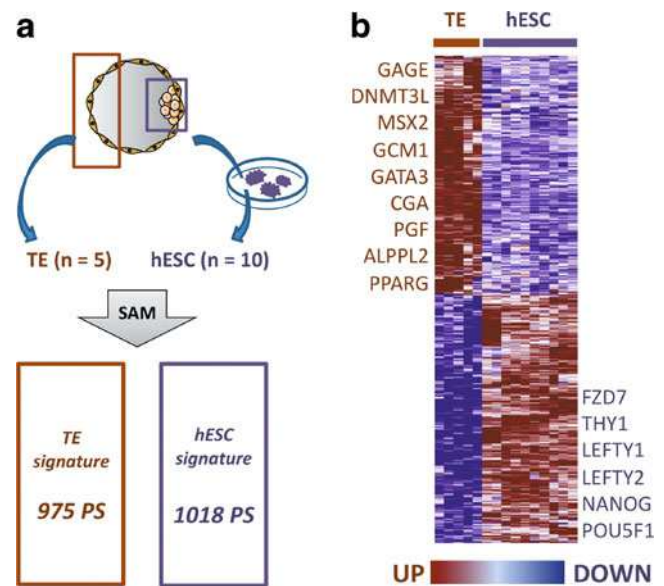 a
TE (n = 5)
hESC (n = 10)
SAM
TE
signature
975 PS
hESC
signature
1018 PS
b
TE
hESC
GAGE
DNMT3L
MSX2
GCM1
GATA3
CGA
PGF
ALPPL2
PPARG
FZD7
THY1
LEFTY1
LEFTY2
NANOG
POU5F1
UP
DOWN